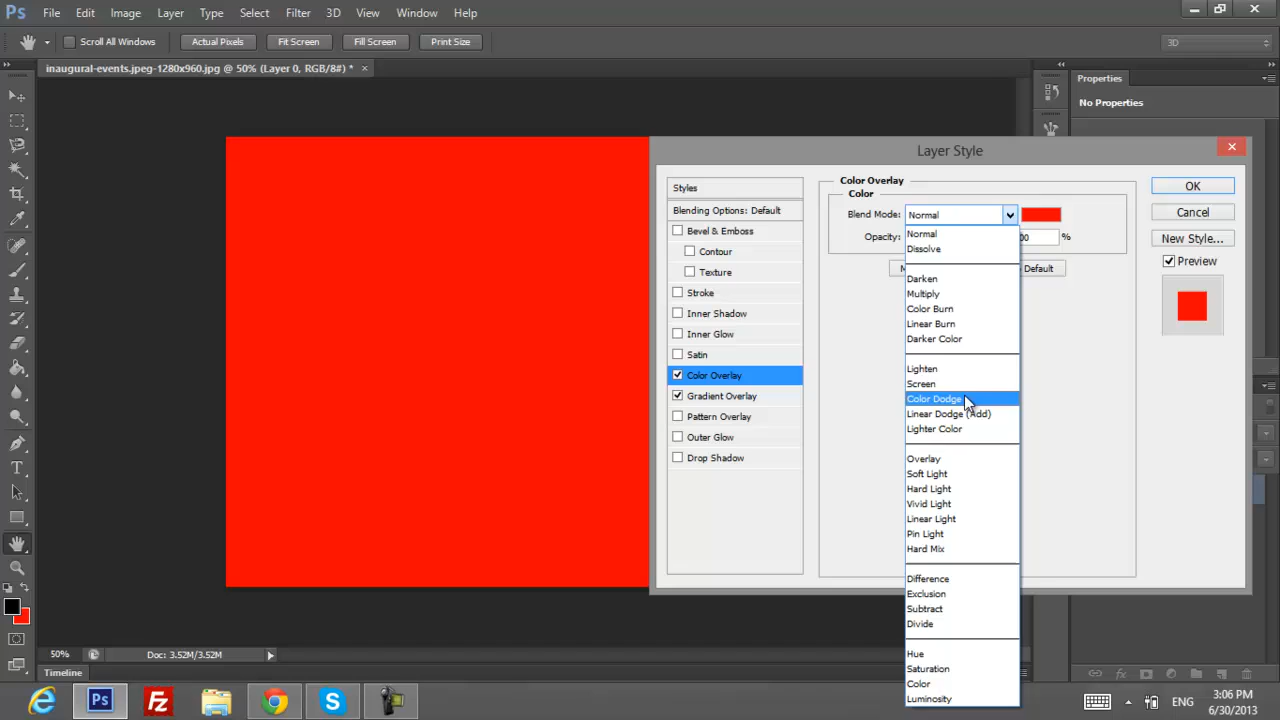 Ps File Edit Image Layer Type Select Filter 3D View Window Help
Scroll All Windows Actual Pixels Fit Screen Fill Screen Print Size 3D
inaugural-events.jpeg-1280x960.jpg @ 50% (Layer 0, RGB/8#) * ×
Properties
No Properties
Layer Style
Styles
Blending Options: Default
Bevel & Emboss
Contour
Texture
Stroke
Inner Shadow
Inner Glow
Satin
Color Overlay
Gradient Overlay
Pattern Overlay
Outer Glow
Drop Shadow
Color Overlay
Color
Blend Mode: Normal
Opacity: 00 %
M Default
Normal
Dissolve
Darken
Multiply
Color Burn
Linear Burn
Darker Color
Lighten
Screen
Color Dodge
Linear Dodge (Add)
Lighter Color
Overlay
Soft Light
Hard Light
Vivid Light
Linear Light
Pin Light
Hard Mix
Difference
Exclusion
Subtract
Divide
Hue
Saturation
Color
Luminosity
OK
Cancel
New Style...
Preview
50% Doc: 3.52M/3.52M
Timeline
Ps Fz S ENG 3:06 PM
6/30/2013